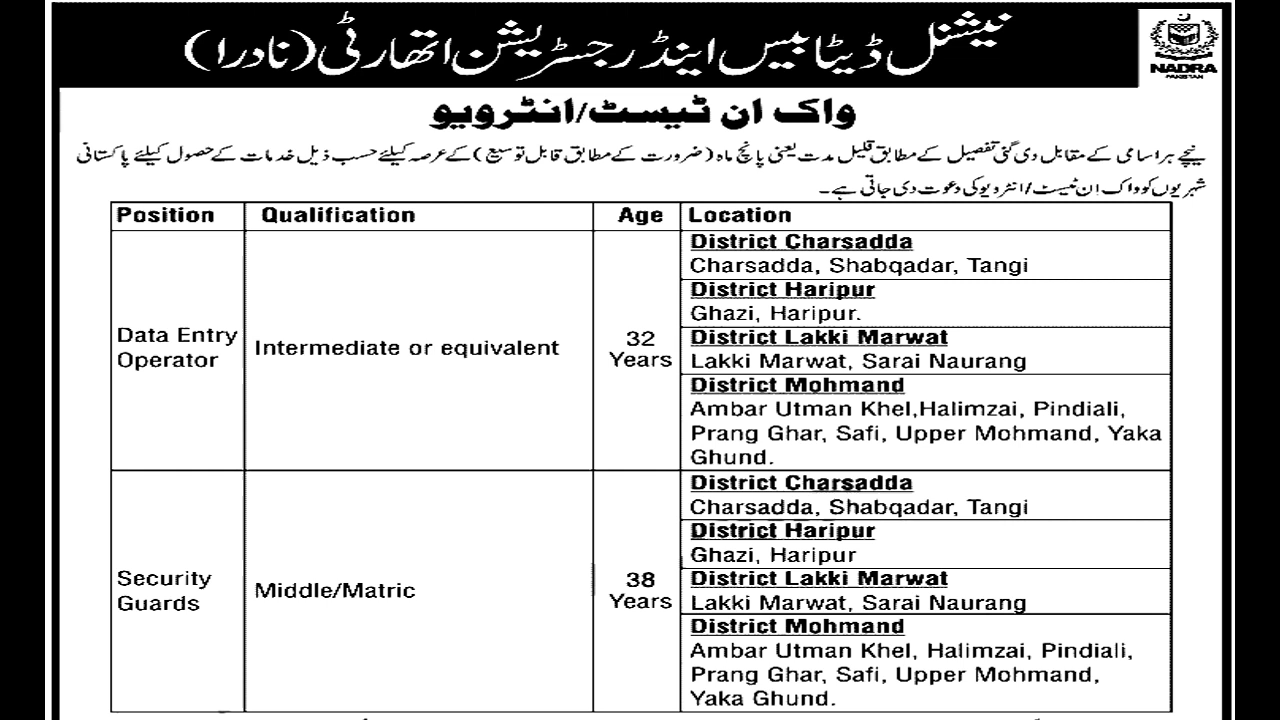 نیشنل ڈیٹا بیس اینڈ رجسٹریشن اتھارٹی (نادرا)
NADRA
PAKISTAN
واک ان ٹیسٹ/انٹرویو
نیچے ہر اسامی کے مقابل دی گئی تفصیل کے مطابق قلیل مدت یعنی پانچ ماہ (ضرورت کے مطابق قابل توسیع) کے عرصہ کیلئے حسب ذیل خدمات کے حصول کیلئے پاکستانی
شہریوں کو واک اِن ٹیسٹ/انٹرویو کی دعوت دی جاتی ہے۔
Position Qualification Age Location
Data Entry
Operator
Intermediate or equivalent
32
Years
District Charsadda
Charsadda, Shabqadar, Tangi
District Haripur
Ghazi, Haripur.
District Lakki Marwat
Lakki Marwat, Sarai Naurang
District Mohmand
Ambar Utman Khel,Halimzai, Pindiali,
Prang Ghar, Safi, Upper Mohmand, Yaka
Ghund.
Security
Guards
Middle/Matric
38
Years
District Charsadda
Charsadda, Shabqadar, Tangi
District Haripur
Ghazi, Haripur
District Lakki Marwat
Lakki Marwat, Sarai Naurang
District Mohmand
Ambar Utman Khel, Halimzai, Pindiali,
Prang Ghar, Safi, Upper Mohmand,
Yaka Ghund.